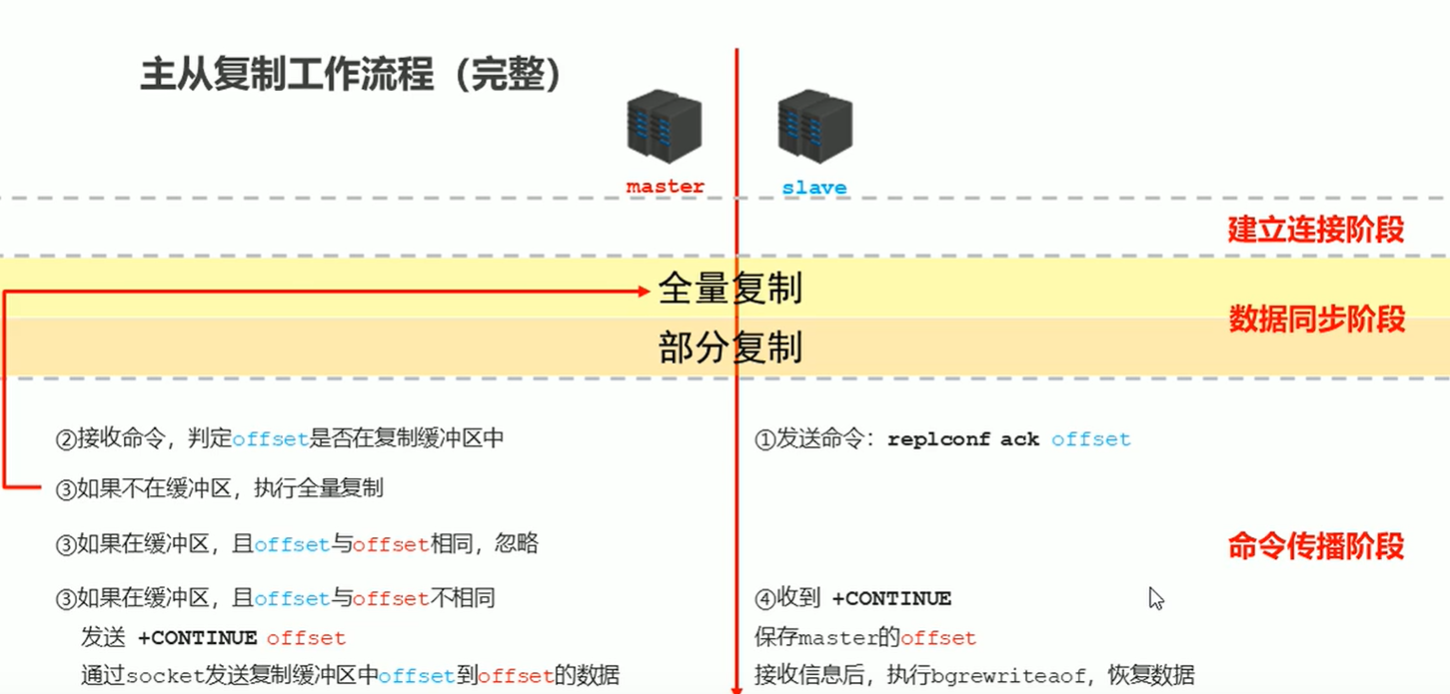 主从复制工作流程（完整）
master
slave
建立连接阶段
全量复制
数据同步阶段
部分复制
②接收命令，判定offset是否在复制缓冲区中
①发送命令：replconf ack offset
③如果不在缓冲区，执行全量复制
③如果在缓冲区，且offset与offset相同，忽略
命令传播阶段
③如果在缓冲区，且offset与offset不相同
发送 +CONTINUE offset
通过socket发送复制缓冲区中offset到offset的数据
④收到 +CONTINUE
保存master的offset
接收信息后，执行bgrewriteaof，恢复数据